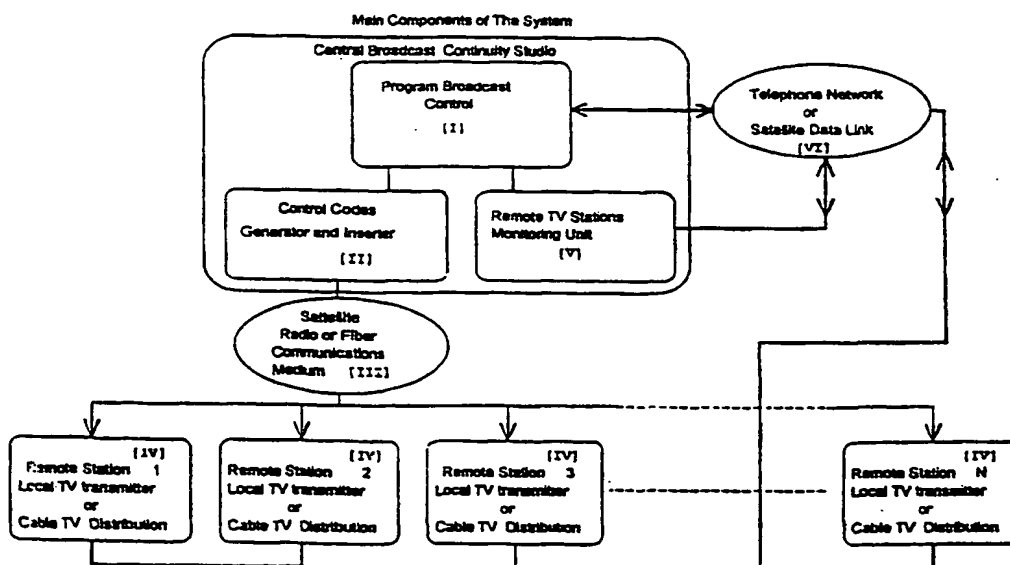 Main Components of The System
Central Broadcast Continuity Studio
Program Broadcast
Control
[I]
Telephone Network
or
Satellite Data Link
[VI]
Control Codes
Generator and Inserter
[II]
Remote TV Stations
Monitoring Unit
[V]
Sattelite
Radio or Fiber
Communications
Medium [III]
[IV]
Remote Station 1
Local TV transmitter
or
Cable TV Distribution
[IV]
Remote Station 2
Local TV transmitter
or
Cable TV Distribution
[IV]
Remote Station 3
Local TV transmitter
or
Cable TV Distribution
[IV]
Remote Station N
Local TV transmitter
or
Cable TV Distribution